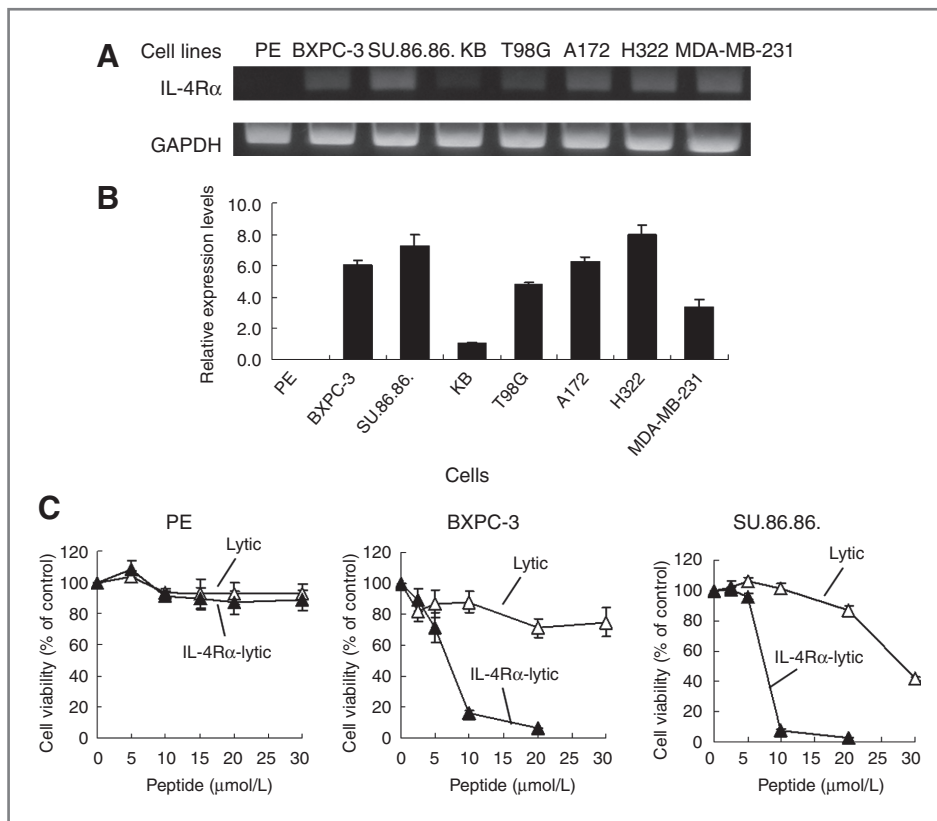 A
Cell lines PE BXPC-3 SU.86.86. KB T98G A172 H322 MDA-MB-231
IL-4Rα
GAPDH
B
Relative expression levels
10.0
8.0
6.0
4.0
2.0
0.0
PE BXPC-3 SU.86.86. KB T98G A172 H322 MDA-MB-231
Cells
C
PE
Cell viability (% of control)
120
100
80
60
40
20
0
Lytic
IL-4Rα-lytic
0 5 10 15 20 25 30
Peptide (μmol/L)
BXPC-3
Cell viability (% of control)
120
100
80
60
40
20
0
Lytic
IL-4Rα-lytic
0 5 10 15 20 25 30
Peptide (μmol/L)
SU.86.86.
Cell viability (% of control)
120
100
80
60
40
20
0
Lytic
IL-4Rα-lytic
0 5 10 15 20 25 30
Peptide (μmol/L)